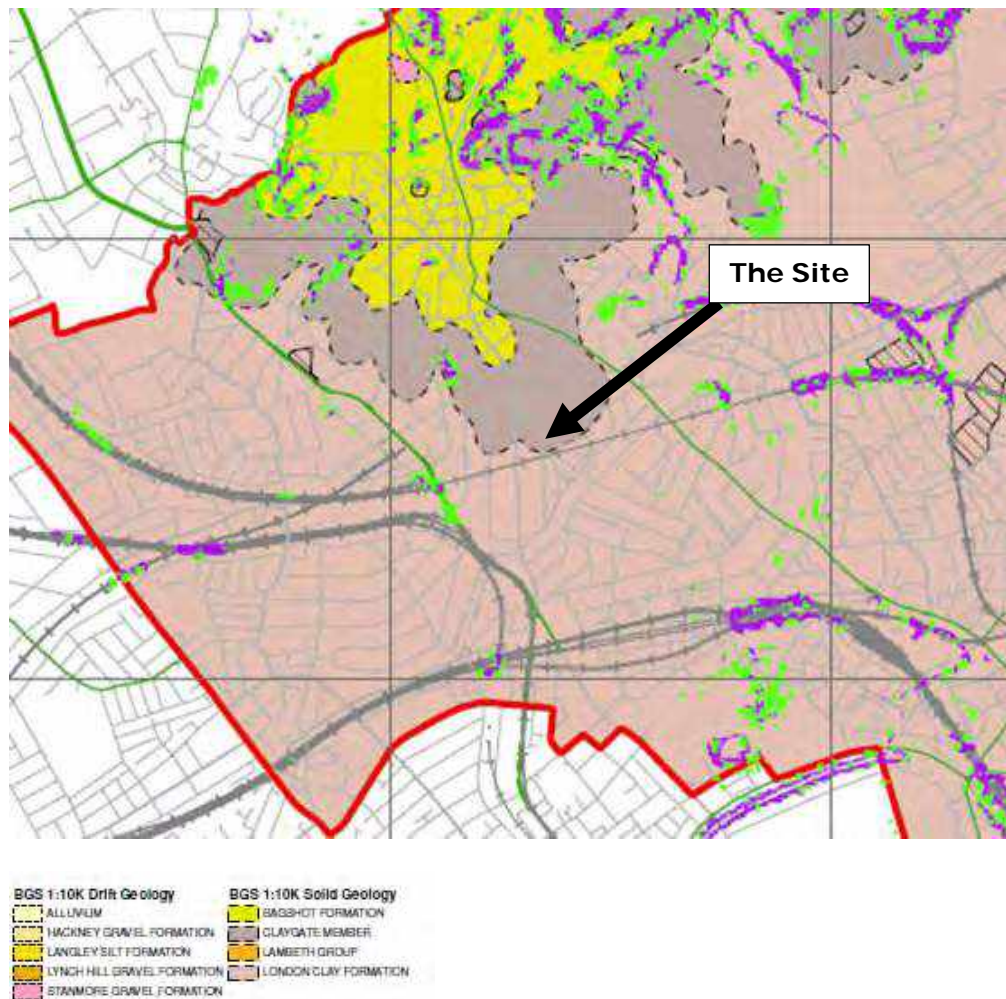 The Site
BGS 1:10K Drift Geology
ALLUVIUM
HACKNEY GRAVEL FORMATION
LANGLEY SILT FORMATION
LYNCH HILL GRAVEL FORMATION
STANMORE GRAVEL FORMATION
BGS 1:10K Solid Geology
BAGSHOT FORMATION
CLAYGATE MEMBER
LAMBETH GROUP
LONDON CLAY FORMATION